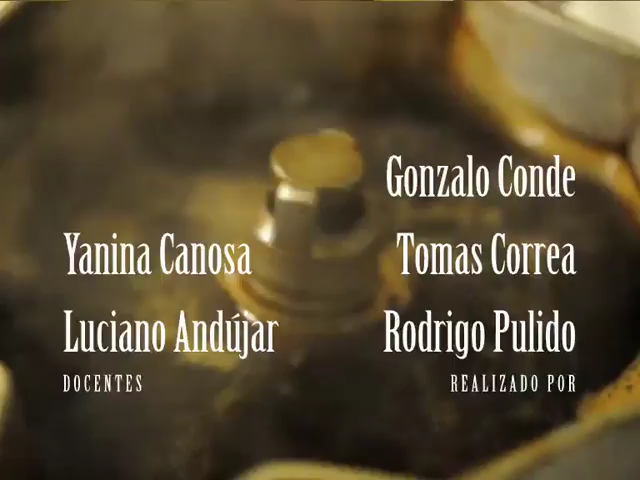 Yanina Canosa
Luciano Andújar
DOCENTES
Gonzalo Conde
Tomas Correa
Rodrigo Pulido
REALIZADO POR